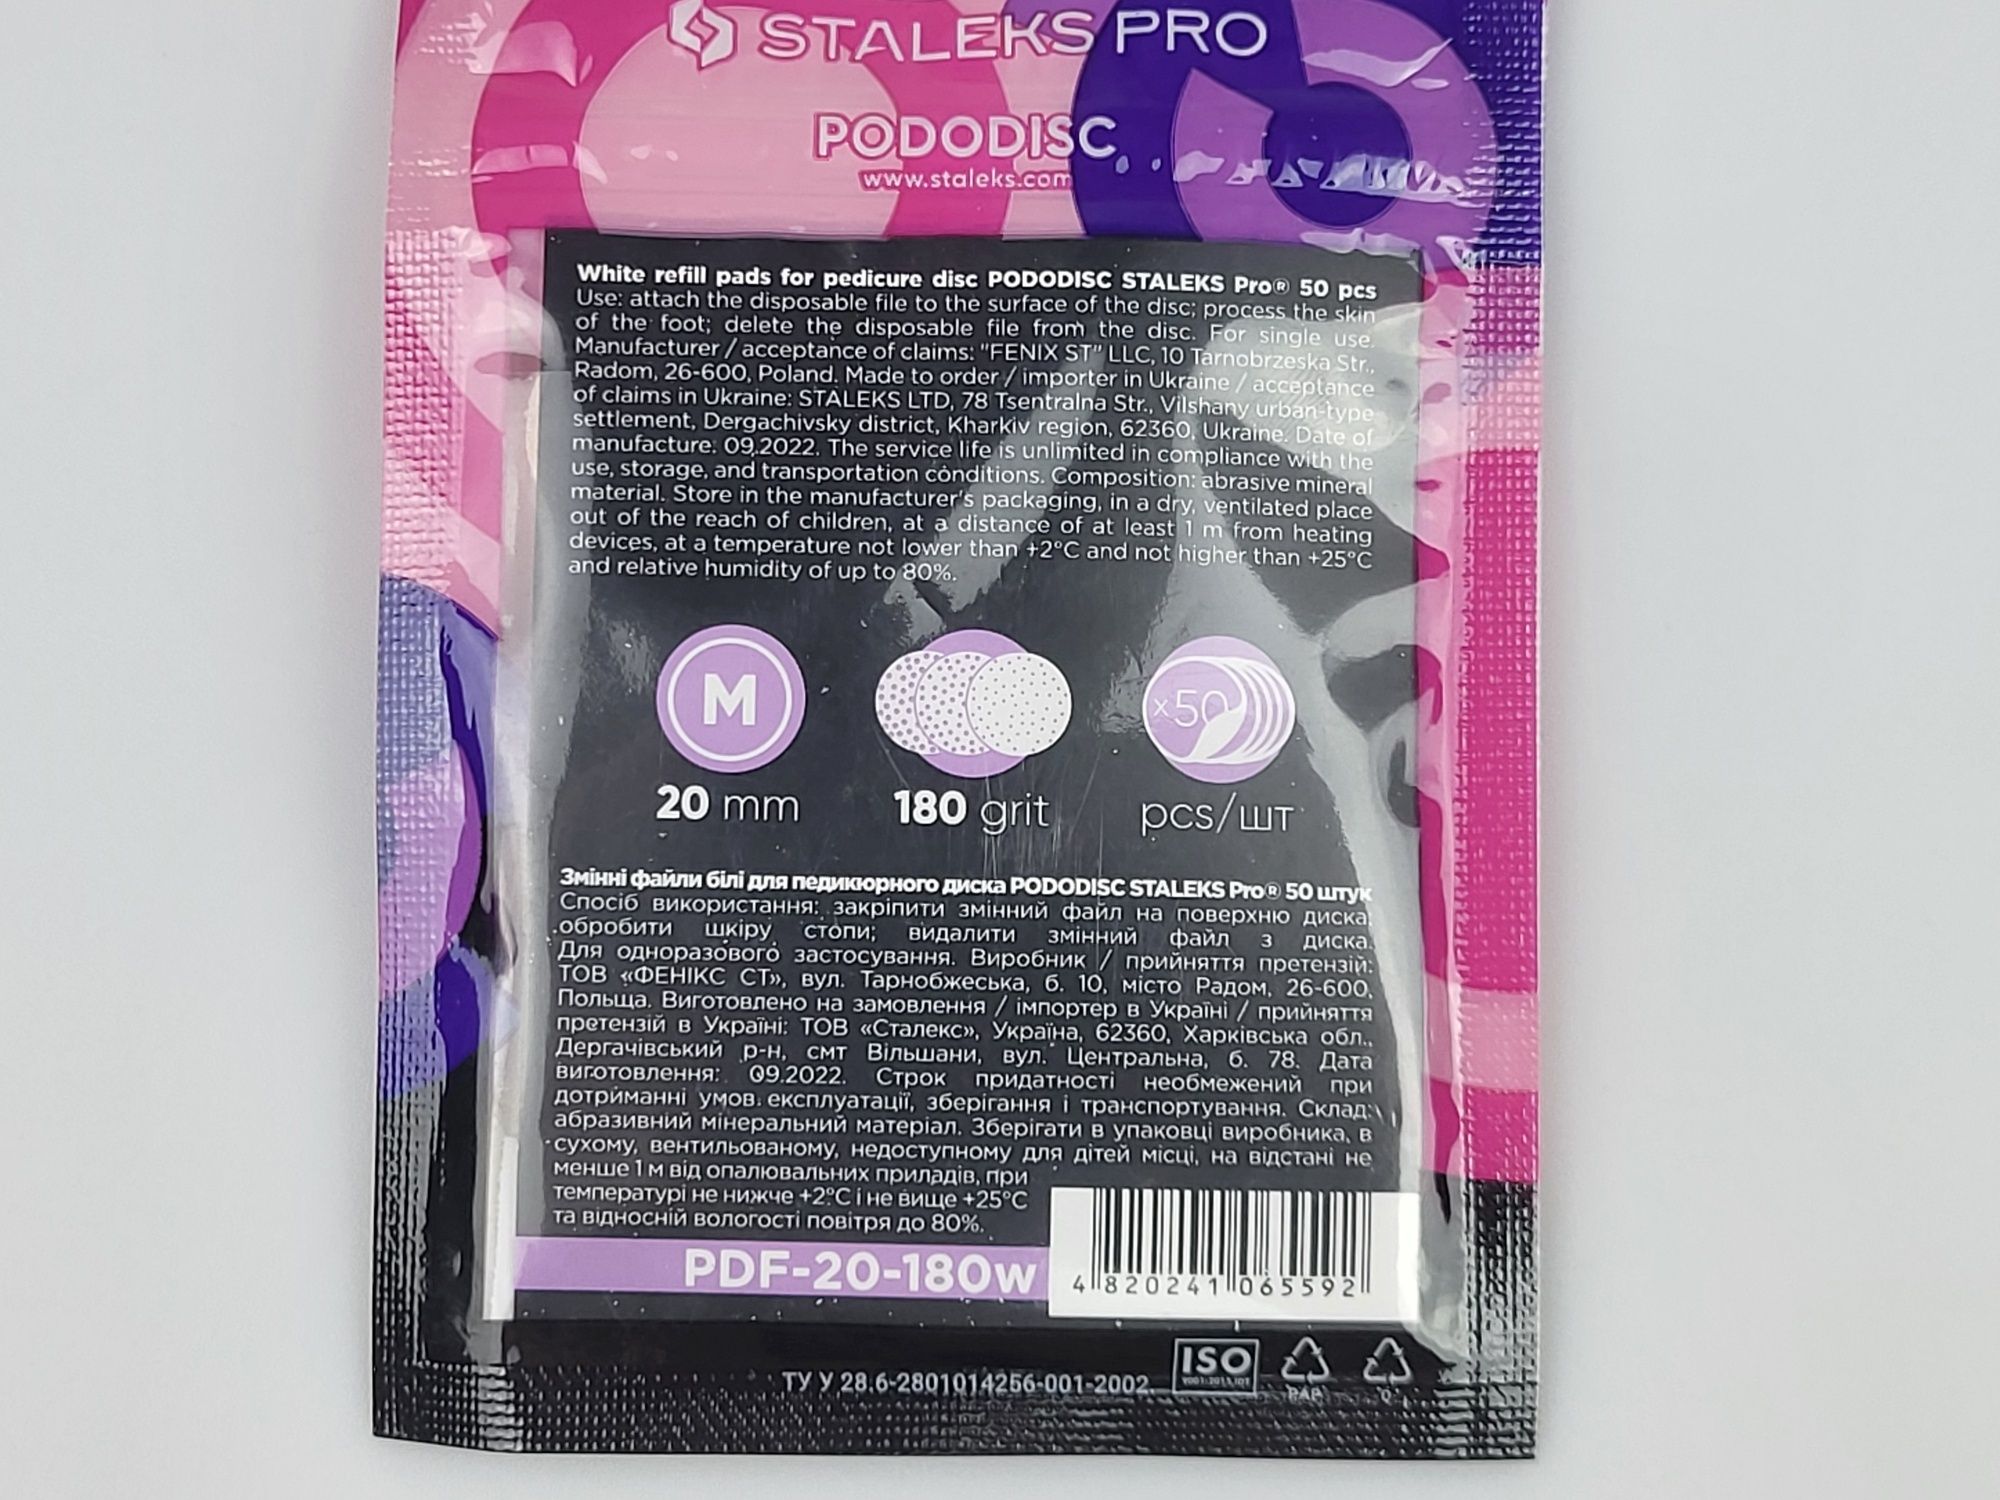 STALEKS PRO
PODODISC
www.staleks.com
White refill pads for pedicure disc PODODISC STALEKS Pro® 50 pcs
Use: attach the disposable file to the surface of the disc; process the skin
of the foot; delete the disposable file from the disc. For single use.
Manufacturer / acceptance of claims: "FENIX ST" LLC, 10 Tarnobrzeska Str.,
Radom, 26-600, Poland. Made to order / importer in Ukraine / acceptance
of claims in Ukraine: STALEKS LTD, 78 Tsentralna Str., Vilshany urban-type
settlement, Dergachivsky district, Kharkiv region, 62360, Ukraine. Date of
manufacture: 09.2022. The service life is unlimited in compliance with the
use, storage, and transportation conditions. Composition: abrasive mineral
material. Store in the manufacturer's packaging, in a dry, ventilated place
out of the reach of children, at a distance of at least 1 m from heating
devices, at a temperature not lower than +2°C and not higher than +25°C
and relative humidity of up to 80%.
M
x50
20 mm
180 grit
pcs/шт
Змінні файли білі для педикюрного диска PODODISC STALEKS Pro® 50 штук
Спосіб використання: закріпити змінний файл на поверхню диска;
обробити шкіру стопи; видалити змінний файл з диска.
Для одноразового застосування. Виробник / прийняття претензій:
ТОВ «ФЕНІКС СТ», вул. Тарнобжеська, б. 10, місто Радом, 26-600,
Польща. Виготовлено на замовлення / імпортер в Україні / прийняття
претензій в Україні: ТОВ «Сталекс», Україна, 62360, Харківська обл.,
Дергачівський р-н, смт Вільшани, вул. Центральна, б. 78. Дата
виготовлення: 09.2022. Строк придатності необмежений при
дотриманні умов експлуатації, зберігання і транспортування. Склад:
абразивний мінеральний матеріал. Зберігати в упаковці виробника, в
сухому, вентильованому, недоступному для дітей місці, на відстані не
менше 1 м від опалювальних приладів, при
температурі не нижче +2°С і не вище +25°С
та відносній вологості повітря до 80%.
PDF-20-180w
4 820241 065592
ТУ У 28.6-2801014256-001-2002.
ISO
PAP